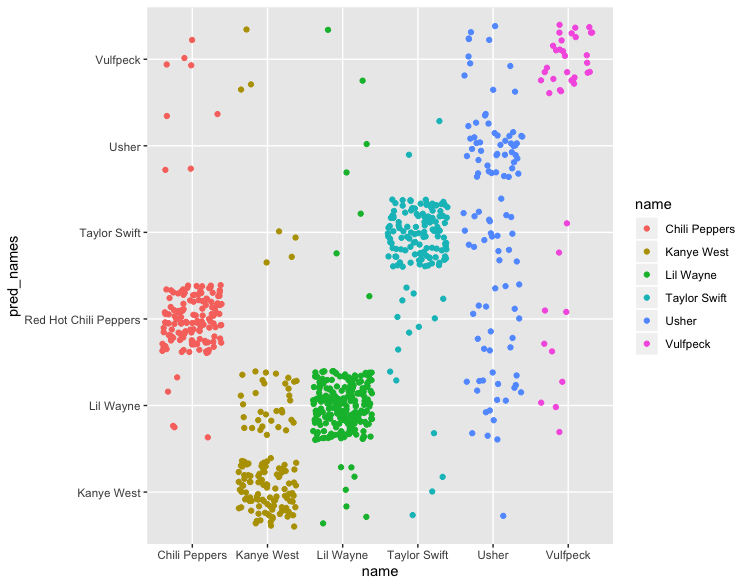 pred_names
Vulfpeck
Usher
Taylor Swift
Red Hot Chili Peppers
Lil Wayne
Kanye West
Chili Peppers
Kanye West
Lil Wayne
Taylor Swift
Usher
Vulfpeck
name
name
Chili Peppers
Kanye West
Lil Wayne
Taylor Swift
Usher
Vulfpeck